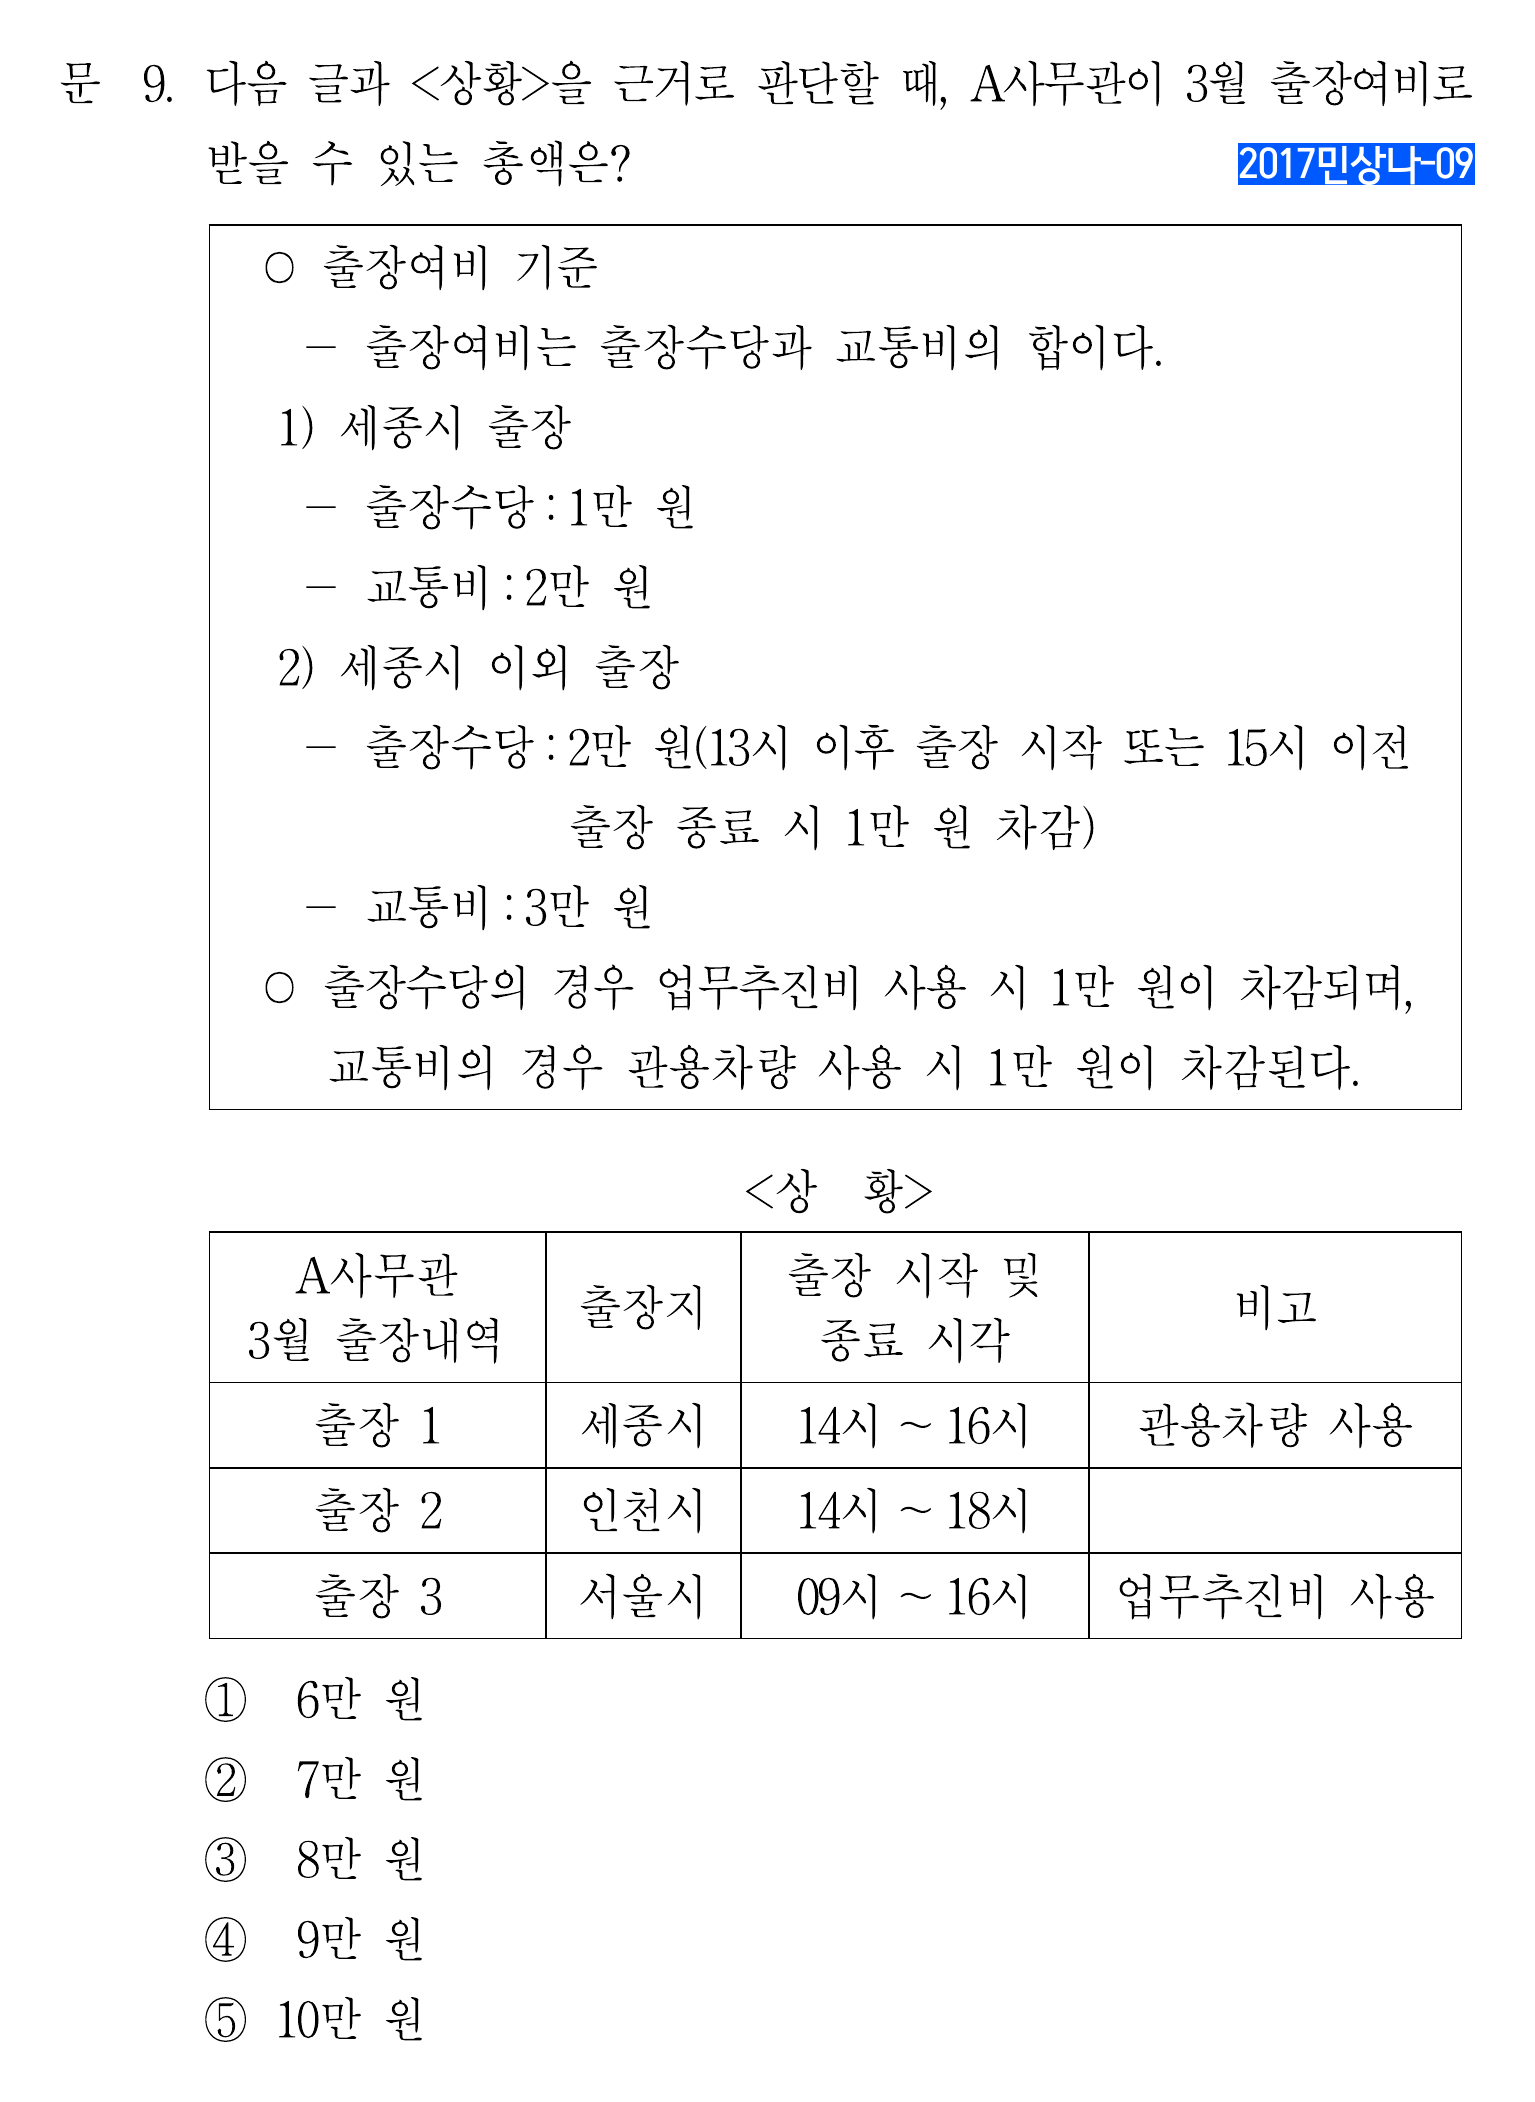 문 9. 다음 글과 <상황>을 근거로 판단할 때, A사무관이 3월 출장여비로
받을 수 있는 총액은?
2017민상나-09
○ 출장여비 기준
－ 출장여비는 출장수당과 교통비의 합이다.
1) 세종시 출장
－ 출장수당 : 1만 원
－ 교통비 : 2만 원
2) 세종시 이외 출장
－ 출장수당 : 2만 원(13시 이후 출장 시작 또는 15시 이전
출장 종료 시 1만 원 차감)
－ 교통비 : 3만 원
○ 출장수당의 경우 업무추진비 사용 시 1만 원이 차감되며,
교통비의 경우 관용차량 사용 시 1만 원이 차감된다.
<상 황>
A사무관
3월 출장내역
출장지
출장 시작 및
종료 시각
비고
출장 1 세종시 14시 ~ 16시 관용차량 사용
출장 2 인천시 14시 ~ 18시
출장 3 서울시 09시 ~ 16시 업무추진비 사용
① 6만 원
② 7만 원
③ 8만 원
④ 9만 원
⑤ 10만 원